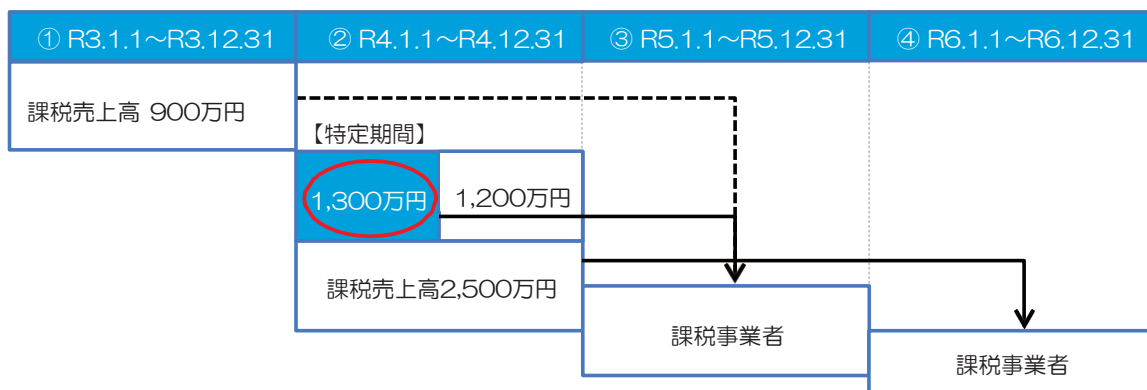 ① R3.1.1～R3.12.31
② R4.1.1～R4.12.31
③ R5.1.1～R5.12.31
④ R6.1.1～R6.12.31
課税売上高 900万円
【特定期間】
1,300万円
1,200万円
課税売上高2,500万円
課税事業者
課税事業者